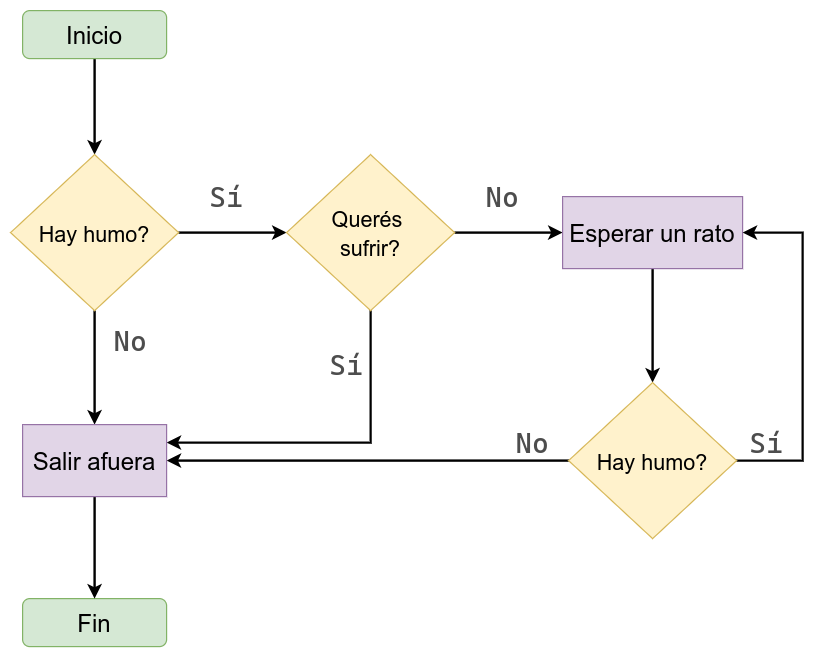 Inicio
Sí
No
Hay humo?
Querés
sufrir?
Esperar un rato
No
Sí
Salir afuera
No
Hay humo?
Sí
Fin